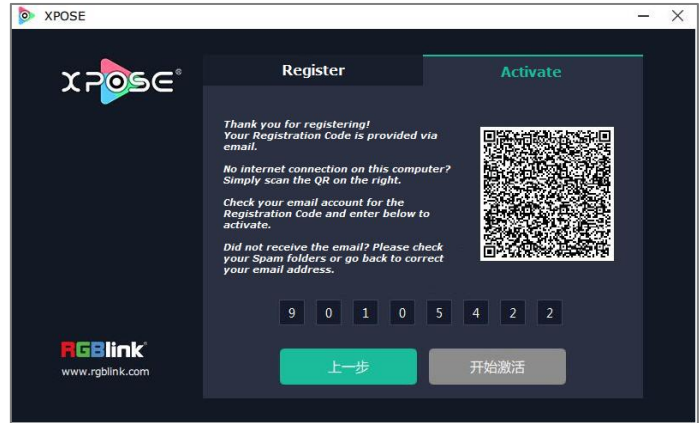 XPOSE
XPOSE®
Register
Activate
Thank you for registering!
Your Registration Code is provided via
email.
No internet connection on this computer?
Simply scan the QR on the right.
Check your email account for the
Registration Code and enter below to
activate.
Did not receive the email? Please check
your Spam folders or go back to correct
your email address.
9 0 1 0 5 4 2 2
上一步
开始激活
RGBlink®
www.rgblink.com